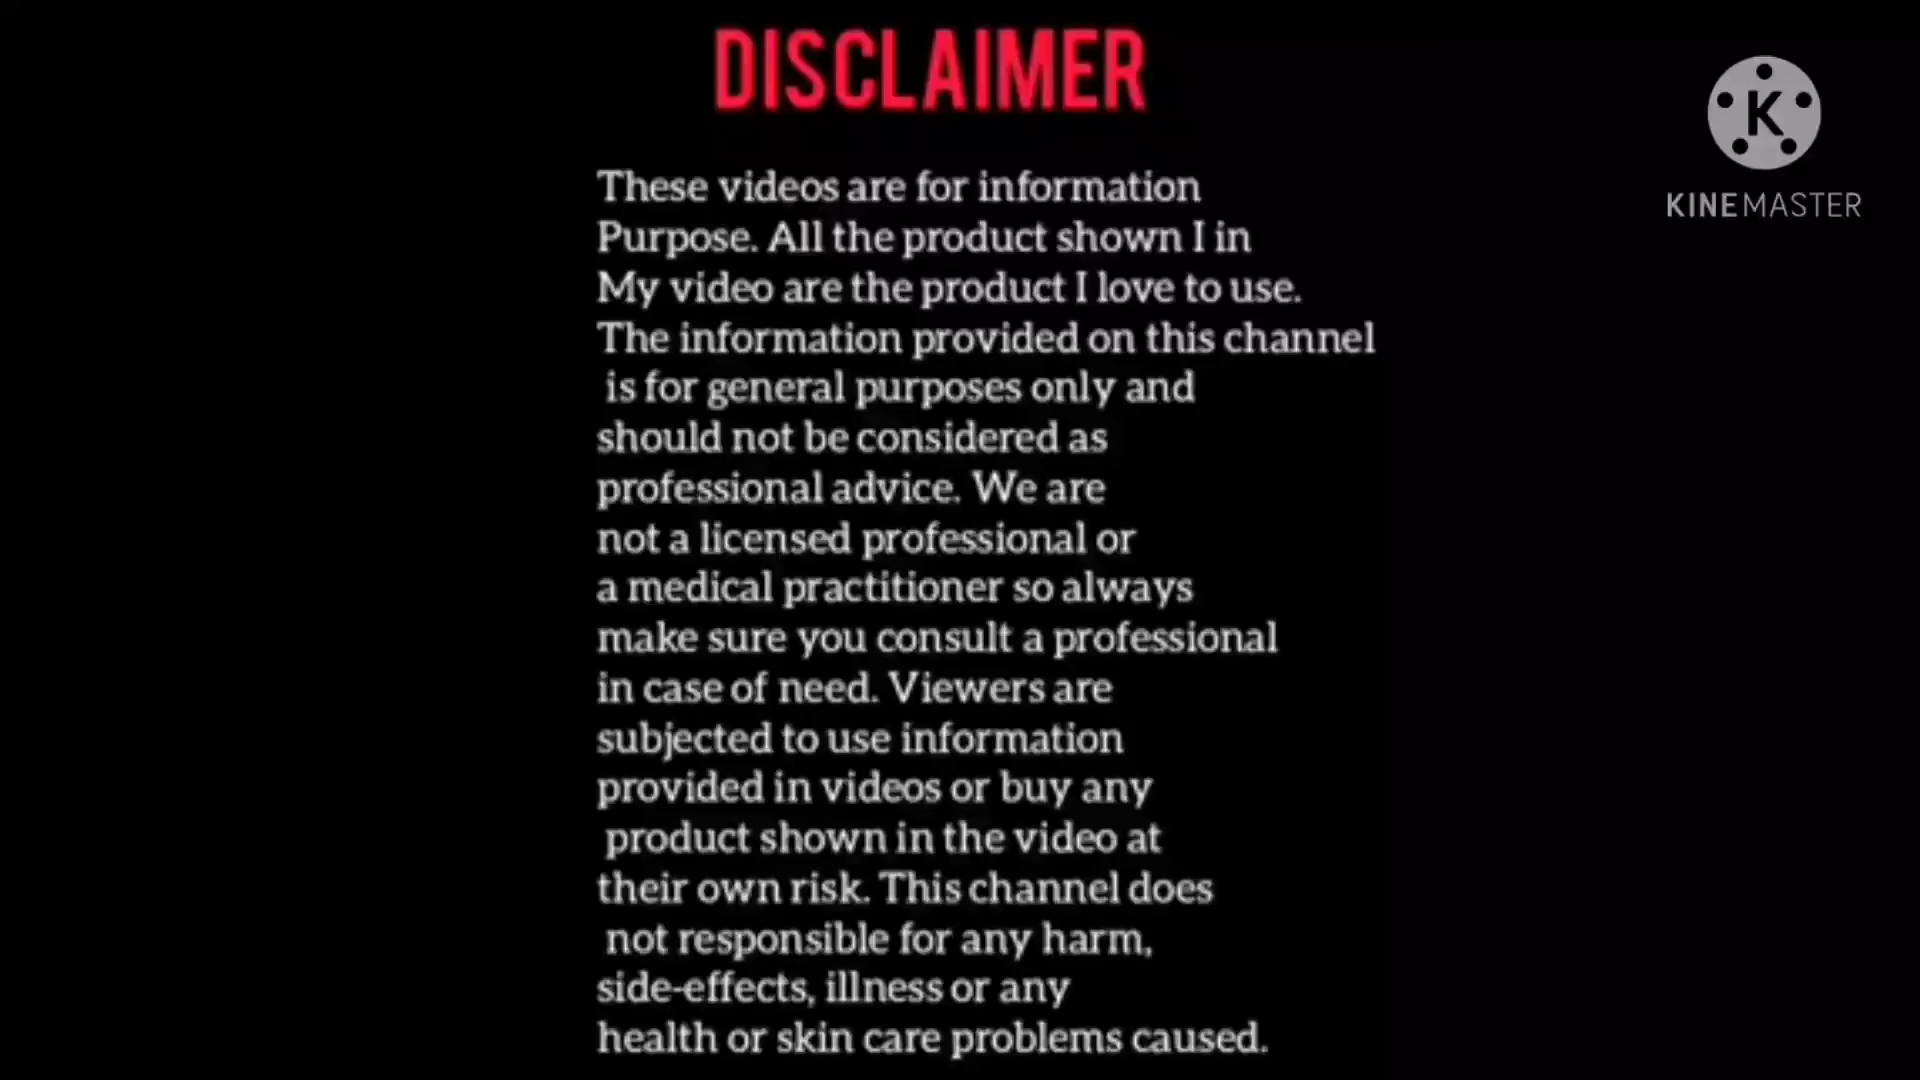 DISCLAIMER
K
KINEMASTER
These videos are for information
Purpose. All the product shown I in
My video are the product I love to use.
The information provided on this channel
is for general purposes only and
should not be considered as
professional advice. We are
not a licensed professional or
a medical practitioner so always
make sure you consult a professional
in case of need. Viewers are
subjected to use information
provided in videos or buy any
product shown in the video at
their own risk. This channel does
not responsible for any harm,
side-effects, illness or any
health or skin care problems caused.